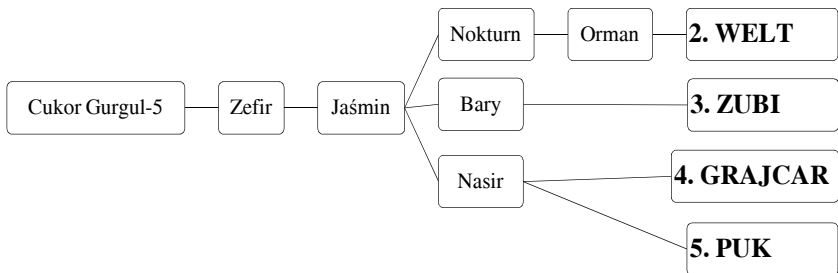 Nokturn Orman 2. WELT
Cukor Gurgul-5 Zefir Jaśmin Bary 3. ZUBI
Nasir 4. GRAJCAR
5. PUK